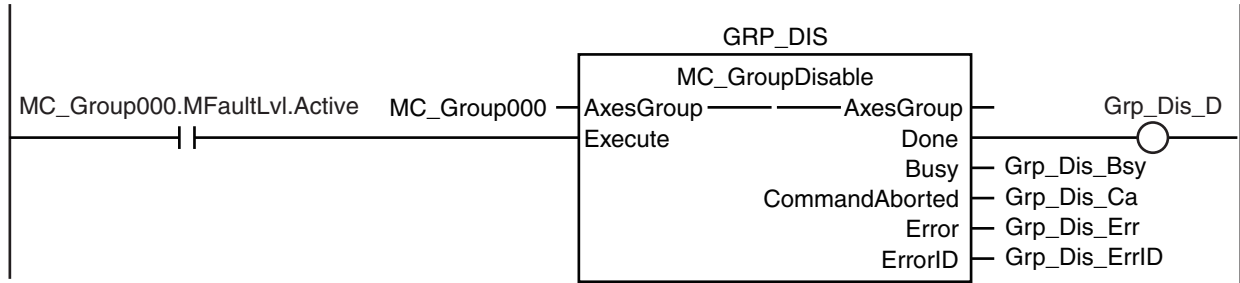 GRP_DIS
MC_GroupDisable
MC_Group000.MFaultLvl.Active MC_Group000 AxesGroup AxesGroup Grp_Dis_D
Execute Done
Busy Grp_Dis_Bsy
CommandAborted Grp_Dis_Ca
Error Grp_Dis_Err
ErrorID Grp_Dis_ErrID